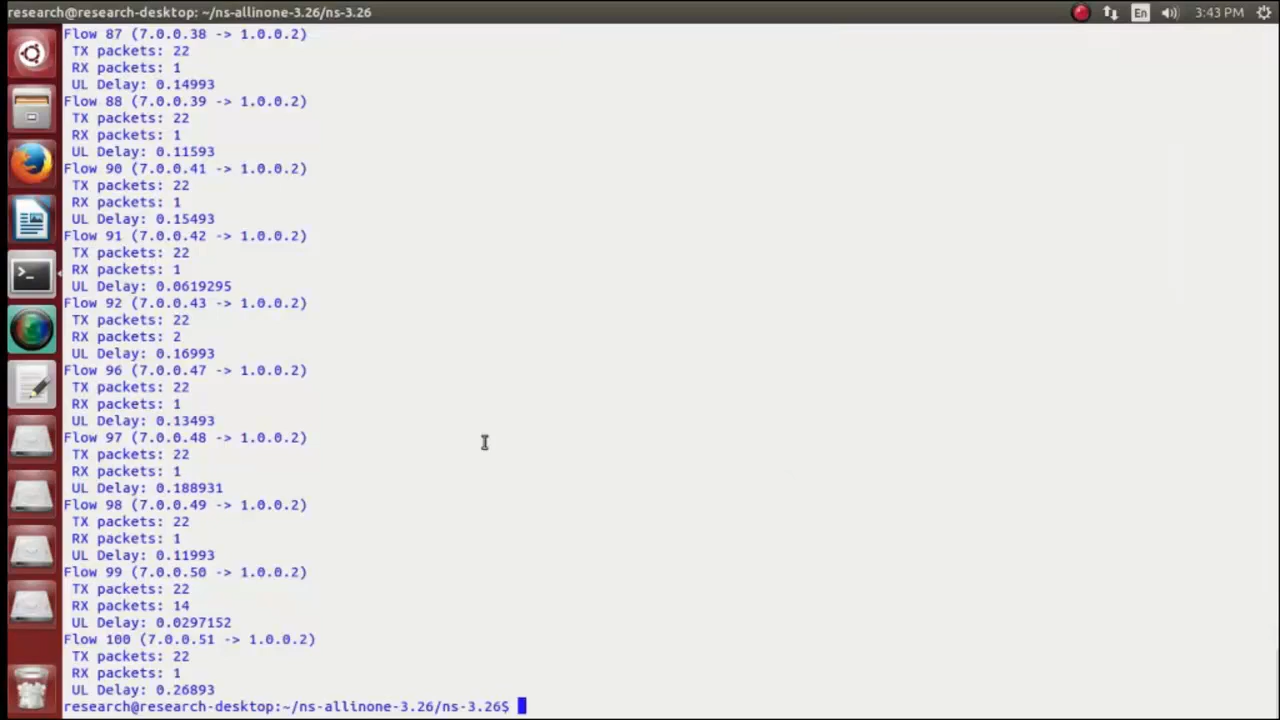 research@research-desktop: ~/ns-allinone-3.26/ns-3.26
En
3:43 PM
Flow 87 (7.0.0.38 -> 1.0.0.2)
TX packets: 22
RX packets: 1
UL Delay: 0.14993
Flow 88 (7.0.0.39 -> 1.0.0.2)
TX packets: 22
RX packets: 1
UL Delay: 0.11593
Flow 90 (7.0.0.41 -> 1.0.0.2)
TX packets: 22
RX packets: 1
UL Delay: 0.15493
Flow 91 (7.0.0.42 -> 1.0.0.2)
TX packets: 22
RX packets: 1
UL Delay: 0.0619295
Flow 92 (7.0.0.43 -> 1.0.0.2)
TX packets: 22
RX packets: 2
UL Delay: 0.16993
Flow 96 (7.0.0.47 -> 1.0.0.2)
TX packets: 22
RX packets: 1
UL Delay: 0.13493
Flow 97 (7.0.0.48 -> 1.0.0.2)
TX packets: 22
RX packets: 1
UL Delay: 0.188931
Flow 98 (7.0.0.49 -> 1.0.0.2)
TX packets: 22
RX packets: 1
UL Delay: 0.11993
Flow 99 (7.0.0.50 -> 1.0.0.2)
TX packets: 22
RX packets: 14
UL Delay: 0.0297152
Flow 100 (7.0.0.51 -> 1.0.0.2)
TX packets: 22
RX packets: 1
UL Delay: 0.26893
research@research-desktop:~/ns-allinone-3.26/ns-3.26$